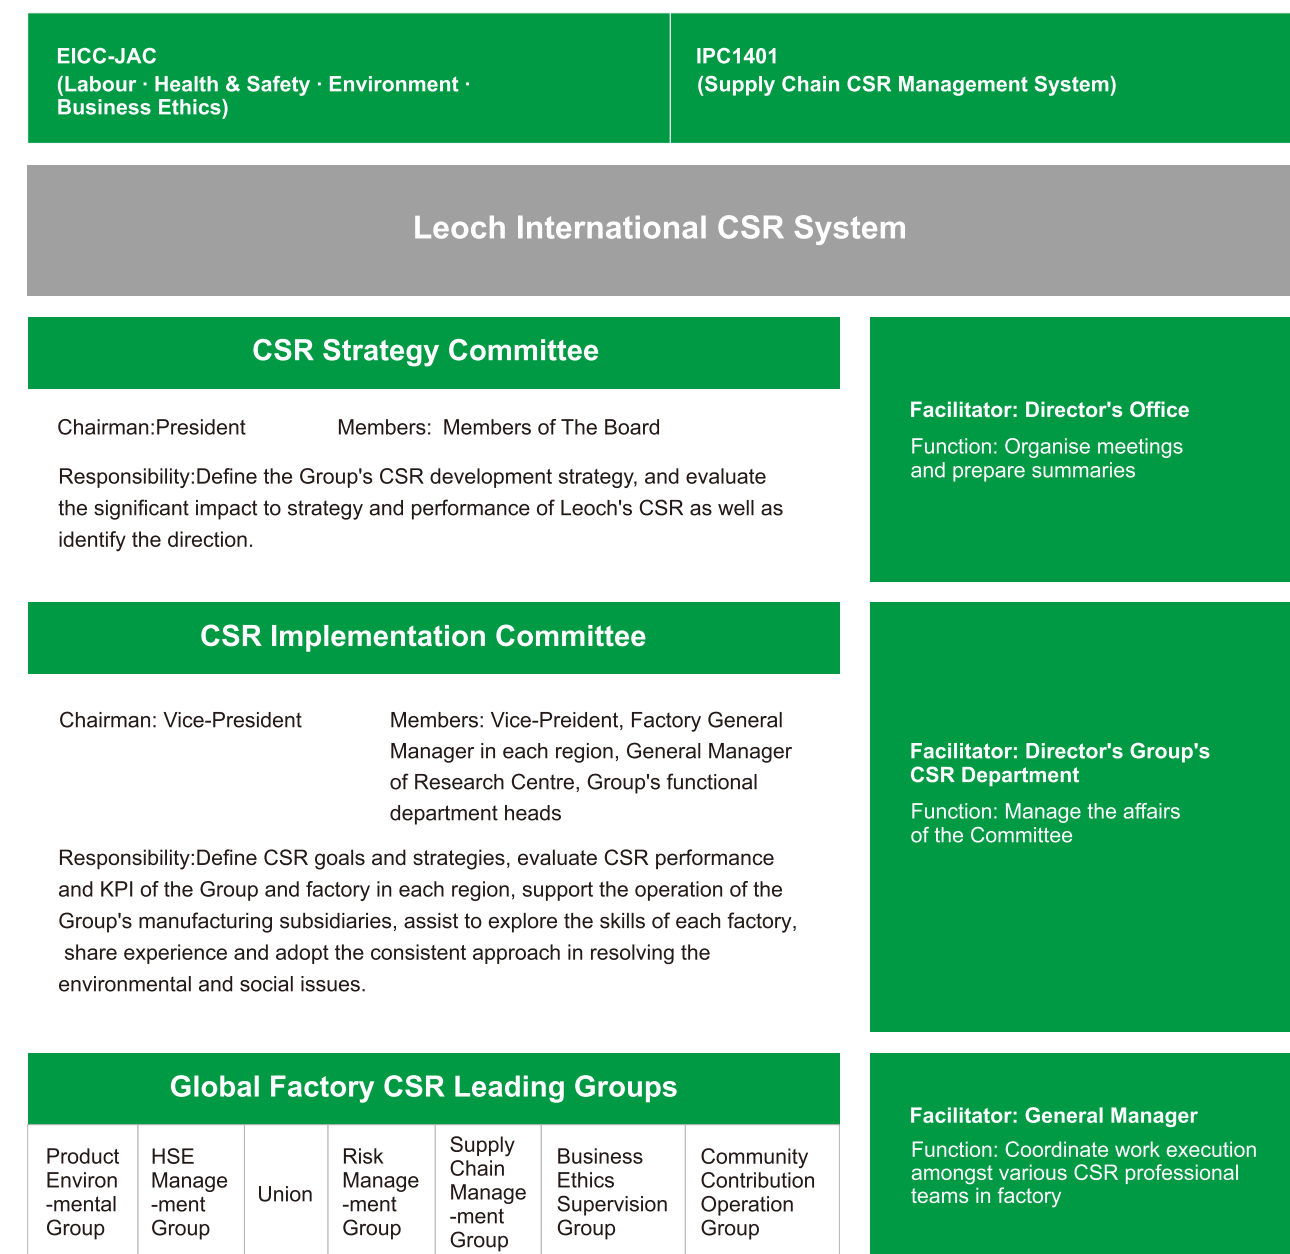 EICC-JAC
(Labour · Health & Safety · Environment ·
Business Ethics)
IPC1401
(Supply Chain CSR Management System)
Leoch International CSR System
CSR Strategy Committee
Chairman:President
Members: Members of The Board
Responsibility:Define the Group's CSR development strategy, and evaluate
the significant impact to strategy and performance of Leoch's CSR as well as
identify the direction.
Facilitator: Director's Office
Function: Organise meetings
and prepare summaries
CSR Implementation Committee
Chairman: Vice-President
Members: Vice-Preident, Factory General
Manager in each region, General Manager
of Research Centre, Group's functional
department heads
Responsibility:Define CSR goals and strategies, evaluate CSR performance
and KPI of the Group and factory in each region, support the operation of the
Group's manufacturing subsidiaries, assist to explore the skills of each factory,
share experience and adopt the consistent approach in resolving the
environmental and social issues.
Facilitator: Director's Group's
CSR Department
Function: Manage the affairs
of the Committee
Global Factory CSR Leading Groups
Product
Environ
-mental
Group
HSE
Manage
-ment
Group
Union
Risk
Manage
-ment
Group
Supply
Chain
Manage
-ment
Group
Business
Ethics
Supervision
Group
Community
Contribution
Operation
Group
Facilitator: General Manager
Function: Coordinate work execution
amongst various CSR professional
teams in factory